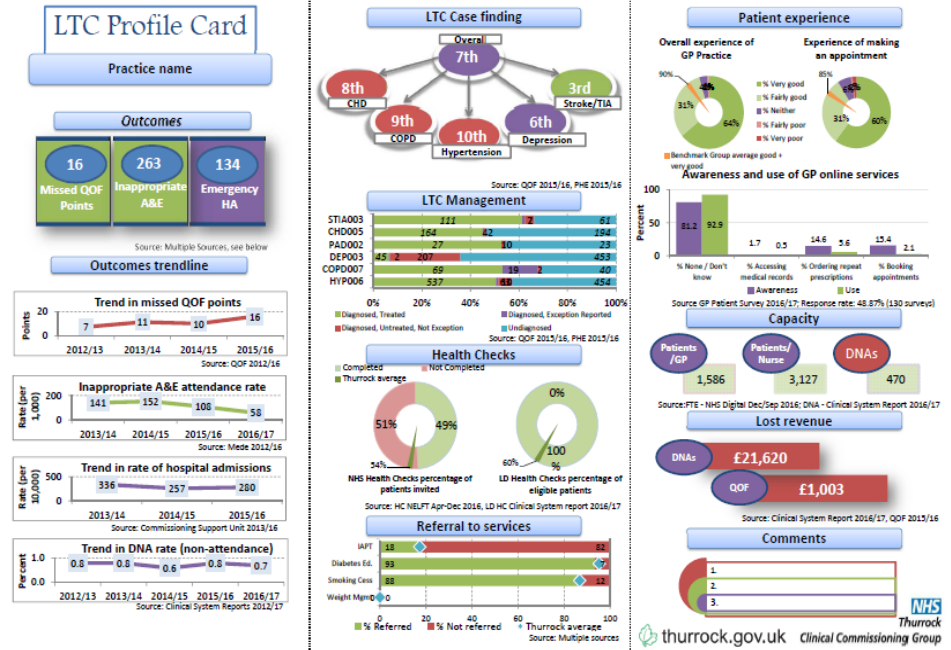 LTC Profile Card
Practice name
Outcomes
16
263
134
Missed QOF
Points
Inappropriate
A&E
Emergency
HA
Source: Multiple Sources, see below
Outcomes trendline
Trend in missed QOF points
Points
20
0
7
11
10
16
2012/13
2013/14
2014/15
2015/16
Source: QOF 2012/16
Inappropriate A&E attendance rate
Rate (per
1,000)
200
0
141
152
108
58
2013/14
2014/15
2015/16
2016/17
Source: Mede 2012/16
Trend in rate of hospital admissions
Rate (per
10,000)
500
0
336
257
280
2013/14
2014/15
2015/16
Source: Commissioning Support Unit 2013/16
Trend in DNA rate (non-attendance)
Percent
1.0
0.0
0.8
0.8
0.6
0.8
0.7
2012/13
2013/14
2014/15
2015/16
2016/17
Source: Clinical System Reports 2012/17
LTC Case finding
Overall
7th
8th
CHD
9th
COPD
10th
Hypertension
6th
Depression
3rd
Stroke/TIA
Source: QOF 2015/16, PHE 2015/16
LTC Management
STIA003
111
2
61
CHD005
164
42
194
PAD002
27
10
23
DEP003
45
2
207
453
COPD007
69
19
2
40
HYP006
537
454
0%
20%
40%
60%
80%
100%
Diagnosed, Treated
Diagnosed, Exception Reported
Diagnosed, Untreated, Not Exception
Undiagnosed
Source: QOF 2015/16, PHE 2015/16
Health Checks
Completed
Not Completed
Thurrock average
51%
49%
54%
NHS Health Checks percentage of
patients invited
0%
100
%
60%
LD Health Checks percentage of
eligible patients
Source: HC NELFT Apr-Dec 2016, LD HC Clinical System report 2016/17
Referral to services
IAPT
18
82
Diabetes Ed.
93
7
Smoking Cess
88
12
Weight Mgm
0
0
0
20
40
60
80
100
% Referred
% Not referred
Thurrock average
Source: Multiple sources
Patient experience
Overall experience of
GP Practice
Experience of making
an appointment
90%
31%
64%
85%
31%
60%
% Very good
% Fairly good
% Neither
% Fairly poor
% Very poor
Benchmark Group average good +
very good
Awareness and use of GP online services
Percent
100
50
0
81.2
92.9
1.7
0.5
14.6
5.6
15.4
2.1
% None / Don't
know
% Accessing
medical records
% Ordering repeat
prescriptions
% Booking
appointments
Awareness
Use
Source GP Patient Survey 2016/17; Response rate: 48.87% (130 surveys)
Capacity
Patients
/GP
1,586
Patients/
Nurse
3,127
DNAs
470
Source:FTE - NHS Digital Dec/Sep 2016; DNA - Clinical System Report 2016/17
Lost revenue
DNAs
£21,620
QOF
£1,003
Source: Clinical System Report 2016/17, QOF 2015/16
Comments
1.
2.
3.
thurrock.gov.uk
NHS
Thurrock
Clinical Commissioning Group